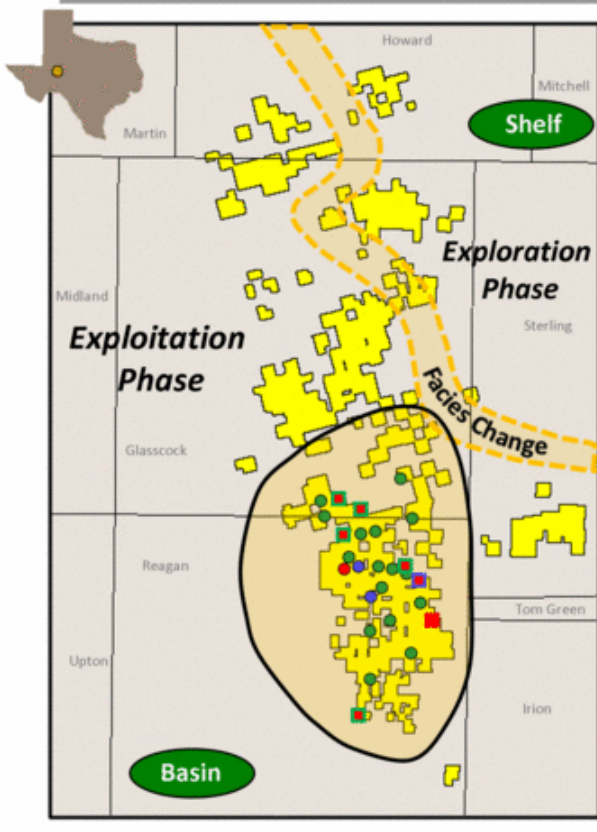 Howard
Mitchell
Shelf
Martin
Exploration
Phase
Midland
Sterling
Exploitation
Phase
Facies Change
Glasscock
Reagan
Tom Green
Upton
Irion
Basin